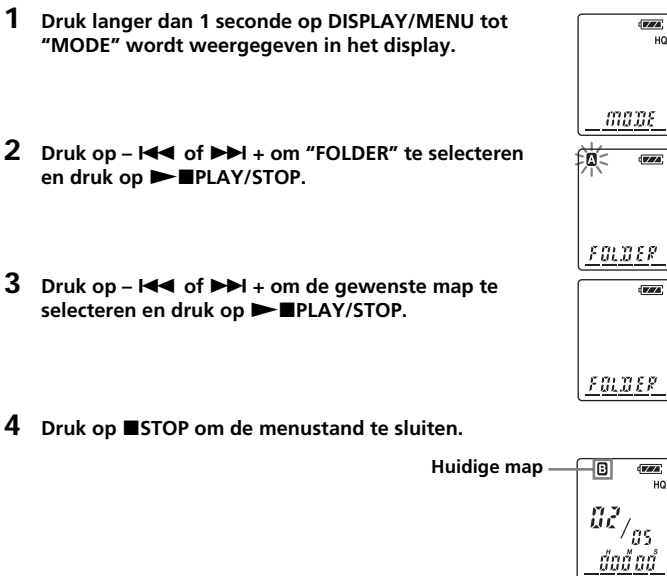 1 Druk langer dan 1 seconde op DISPLAY/MENU tot
"MODE" wordt weergegeven in het display.
HQ
MODE
2 Druk op – I◀◀ of ▶▶I + om "FOLDER" te selecteren
en druk op ▶■PLAY/STOP.
A
FOLDER
3 Druk op – I◀◀ of ▶▶I + om de gewenste map te
selecteren en druk op ▶■PLAY/STOP.
FOLDER
4 Druk op ■STOP om de menustand te sluiten.
Huidige map
B
HQ
02/05
H M S
00000